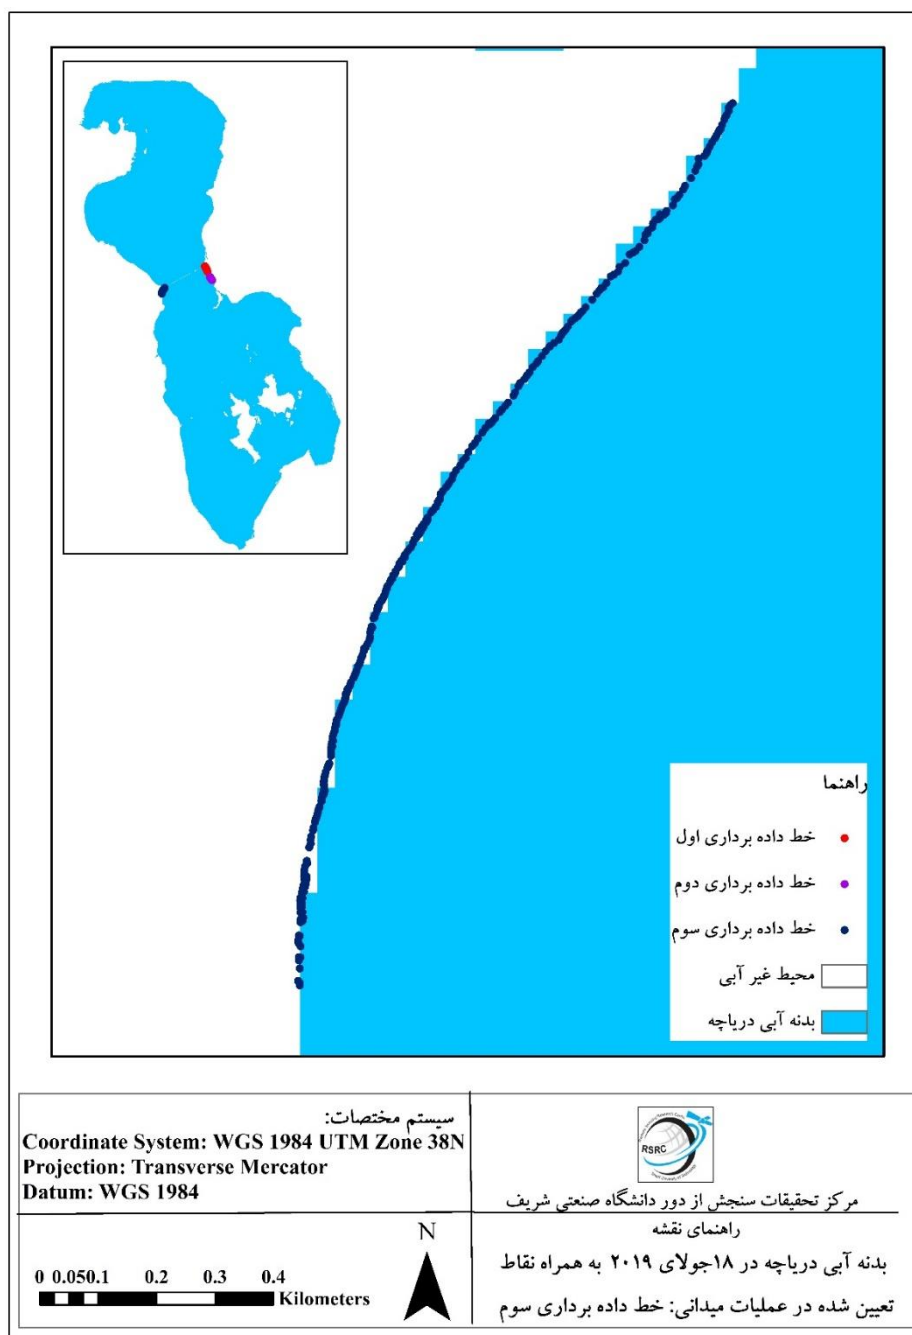 راهنما
خط داده برداری اول
خط داده برداری دوم
خط داده برداری سوم
محیط غیر آبی
بدنه آبی دریاچه
سیستم مختصات:
Coordinate System: WGS 1984 UTM Zone 38N
Projection: Transverse Mercator
Datum: WGS 1984
N
0 0.050.1 0.2 0.3 0.4
Kilometers
RSRC
مرکز تحقیقات سنجش از دور دانشگاه صنعتی شریف
راهنمای نقشه
بدنه آبی دریاچه در ۱۸جولای ۲۰۱۹ به همراه نقاط
تعیین شده در عملیات میدانی: خط داده برداری سوم